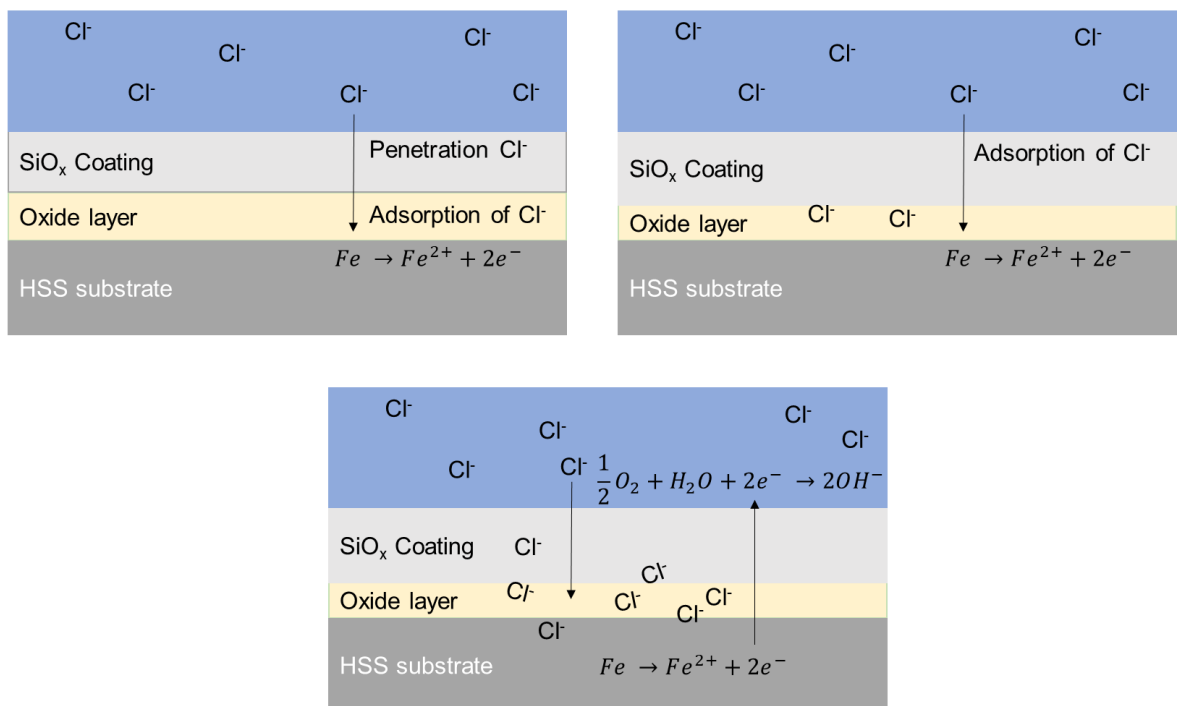 Cl⁻
Cl⁻
Cl⁻
Cl⁻
Cl⁻
Cl⁻
SiOₓ Coating
Penetration Cl⁻
Oxide layer
Adsorption of Cl⁻
Fe → Fe²⁺ + 2e⁻
HSS substrate
Cl⁻
Cl⁻
Cl⁻
Cl⁻
Cl⁻
Cl⁻
Adsorption of Cl⁻
SiOₓ Coating
Oxide layer
Cl⁻
Cl⁻
Fe → Fe²⁺ + 2e⁻
HSS substrate
Cl⁻
Cl⁻
Cl⁻
Cl⁻
Cl⁻
Cl⁻
1/2 O₂ + H₂O + 2e⁻ → 2OH⁻
SiOₓ Coating
Cl⁻
Cl⁻
Oxide layer
Cl⁻
Cl⁻
Cl⁻
Cl⁻
Cl⁻
HSS substrate
Fe → Fe²⁺ + 2e⁻